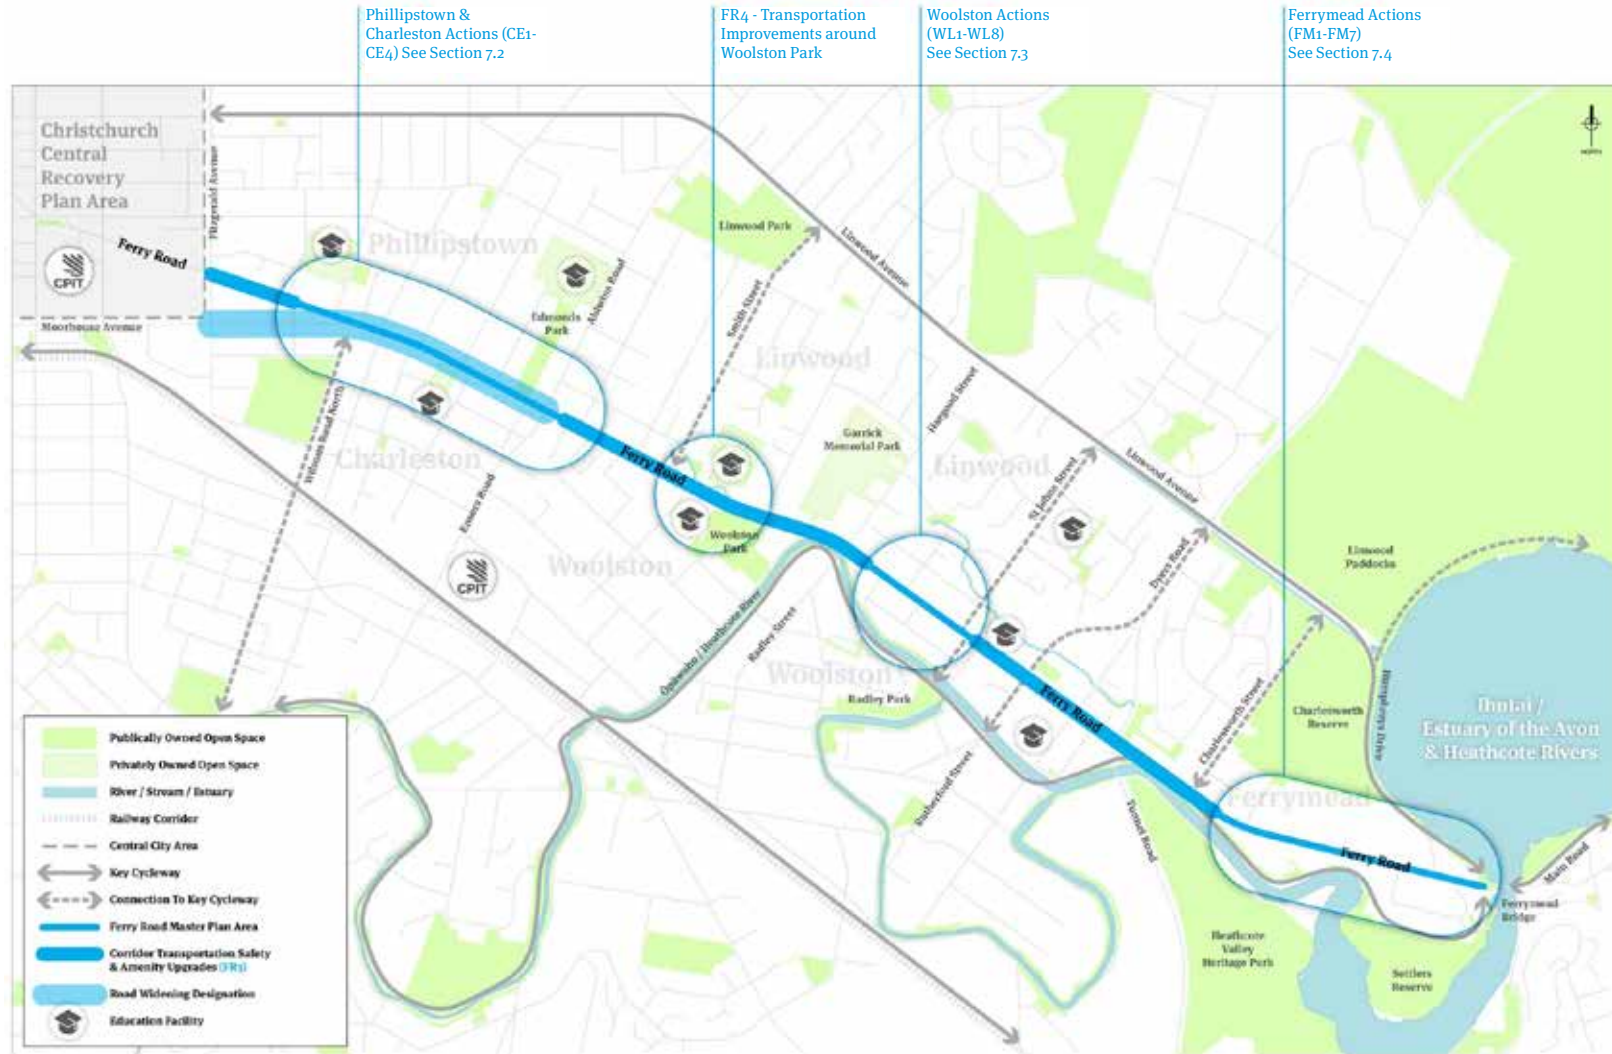 Phillipstown &
Charleston Actions (CE1-
CE4) See Section 7.2
FR4 - Transportation
Improvements around
Woolston Park
Woolston Actions
(WL1-WL8)
See Section 7.3
Ferrymead Actions
(FM1-FM7)
See Section 7.4
Christchurch
Central
Recovery
Plan Area
Fitzgerald Avenue
NORTH
Ferry Road
CPIT
Moorhouse Avenue
Phillipstown
Linwood Park
Linwood Avenue
Edmonds
Park
Aldwins Road
Smith Street
Linwood
Wilsons Road North
Charleston
Ensors Road
Ferry Road
Garrick
Memorial Park
Hargood Street
Linwood
Linwood Avenue
St Johns Street
Woolston
Park
Woolston
CPIT
Dyers Road
Linwood
Paddocks
Opawaho / Heathcote River
Radley Street
Woolston
Radley Park
Ferry Road
Charlesworth Street
Charlesworth
Reserve
Humphreys Drive
Ihutai /
Estuary of the Avon
& Heathcote Rivers
Rutherford Street
Tunnel Road
Ferrymead
Ferry Road
Main Road
Ferrymead
Bridge
Heathcote
Valley
Heritage Park
Settlers
Reserve
Publically Owned Open Space
Privately Owned Open Space
River / Stream / Estuary
Railway Corridor
Central City Area
Key Cycleway
Connection To Key Cycleway
Ferry Road Master Plan Area
Corridor Transportation Safety
& Amenity Upgrades (FR3)
Road Widening Designation
Education Facility